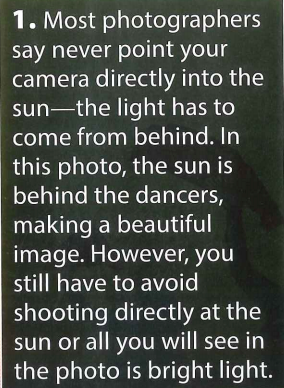 1. Most photographers
say never point your
camera directly into the
sun—the light has to
come from behind. In
this photo, the sun is
behind the dancers,
making a beautiful
image. However, you
still have to avoid
shooting directly at the
sun or all you will see in
the photo is bright light.